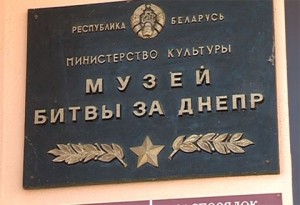 РЕСПУБЛИКА БЕЛАРУСЬ
МИНИСТЕРСТВО КУЛЬТУРЫ
МУЗЕЙ
БИТВЫ ЗА ДНЕПР